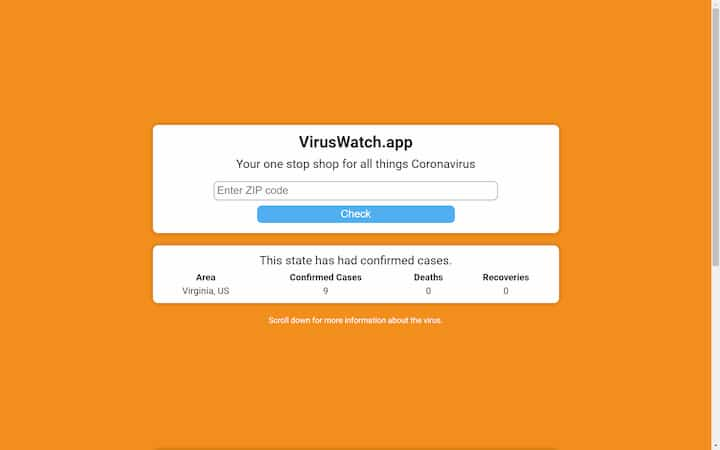 VirusWatch.app
Your one stop shop for all things Coronavirus
Enter ZIP code
Check
This state has had confirmed cases.
Area Confirmed Cases Deaths Recoveries
Virginia, US 9 0 0
Scroll down for more information about the virus.